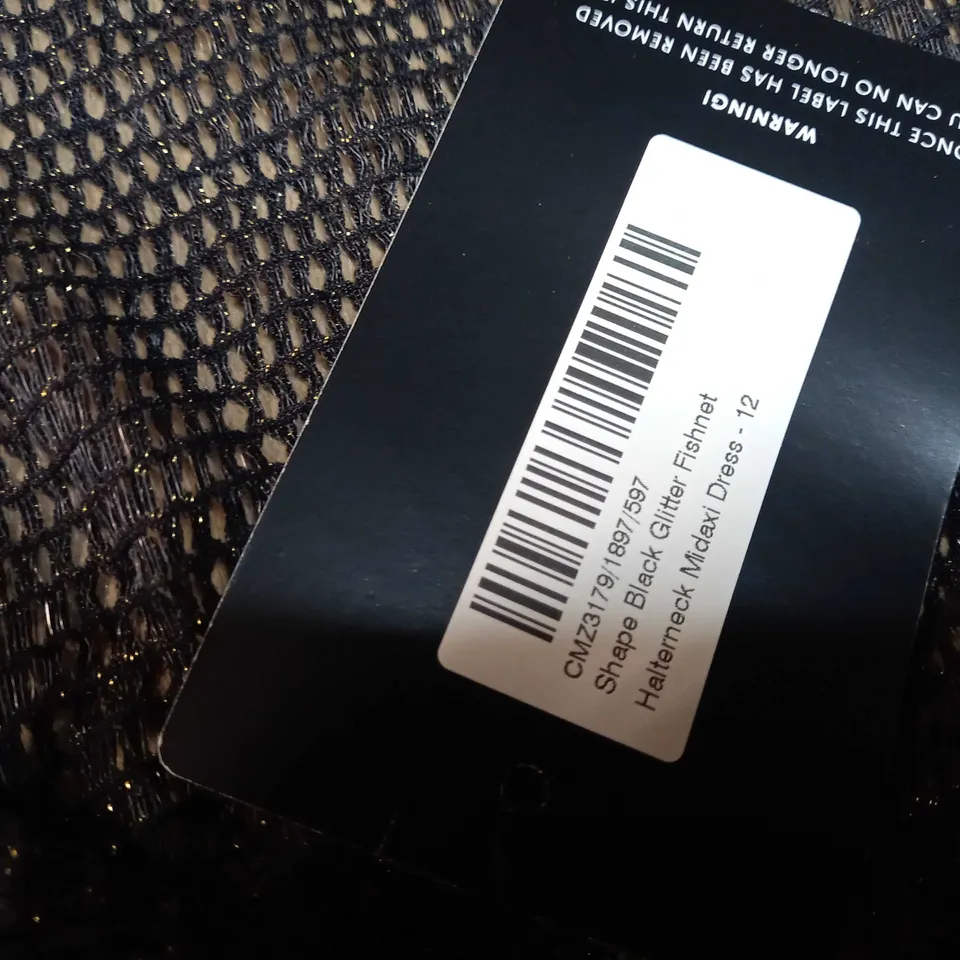 WARNING!
ONCE THIS LABEL HAS BEEN REMOVED
CAN NO LONGER RETURN THIS
CMZ3179/1897/597
Shape Black Glitter Fishnet
Halterneck Midaxi Dress - 12